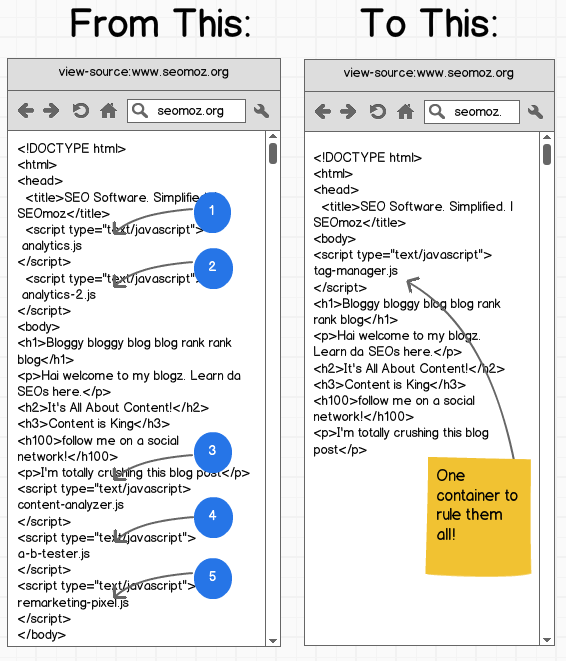 From This:
To This:
view-source:www.seomoz.org
seomoz.org
<!DOCTYPE html>
<html>
<head>
<title>SEO Software. Simplified. |
SEOmoz</title>
<script type="text/javascript">
analytics.js
</script>
<script type="text/javascript">
analytics-2.js
</script>
<body>
<h1>Bloggy bloggy blog blog rank rank
blog</h1>
<p>Hai welcome to my blogz. Learn da
SEOs here.</p>
<h2>It's All About Content!</h2>
<h3>Content is King</h3>
<h100>follow me on a social
network!</h100>
<p>I'm totally crushing this blog post</p>
<script type="text/javascript>
content-analyzer.js
</script>
<script type="text/javascript">
a-b-tester.js
</script>
<script type="text/javascript">
remarketing-pixel.js
</script>
</body>
1
2
3
4
5
view-source:www.seomoz.org
seomoz.
<!DOCTYPE html>
<html>
<head>
<title>SEO Software. Simplified. |
SEOmoz</title>
<body>
<script type="text/javascript">
tag-manager.js
</script>
<h1>Bloggy bloggy blog blog rank
rank blog</h1>
<p>Hai welcome to my blogz.
Learn da SEOs here.</p>
<h2>It's All About Content!</h2>
<h3>Content is King</h3>
<h100>follow me on a social
network!</h100>
<p>I'm totally crushing this blog
post</p>
One
container to
rule them
all!